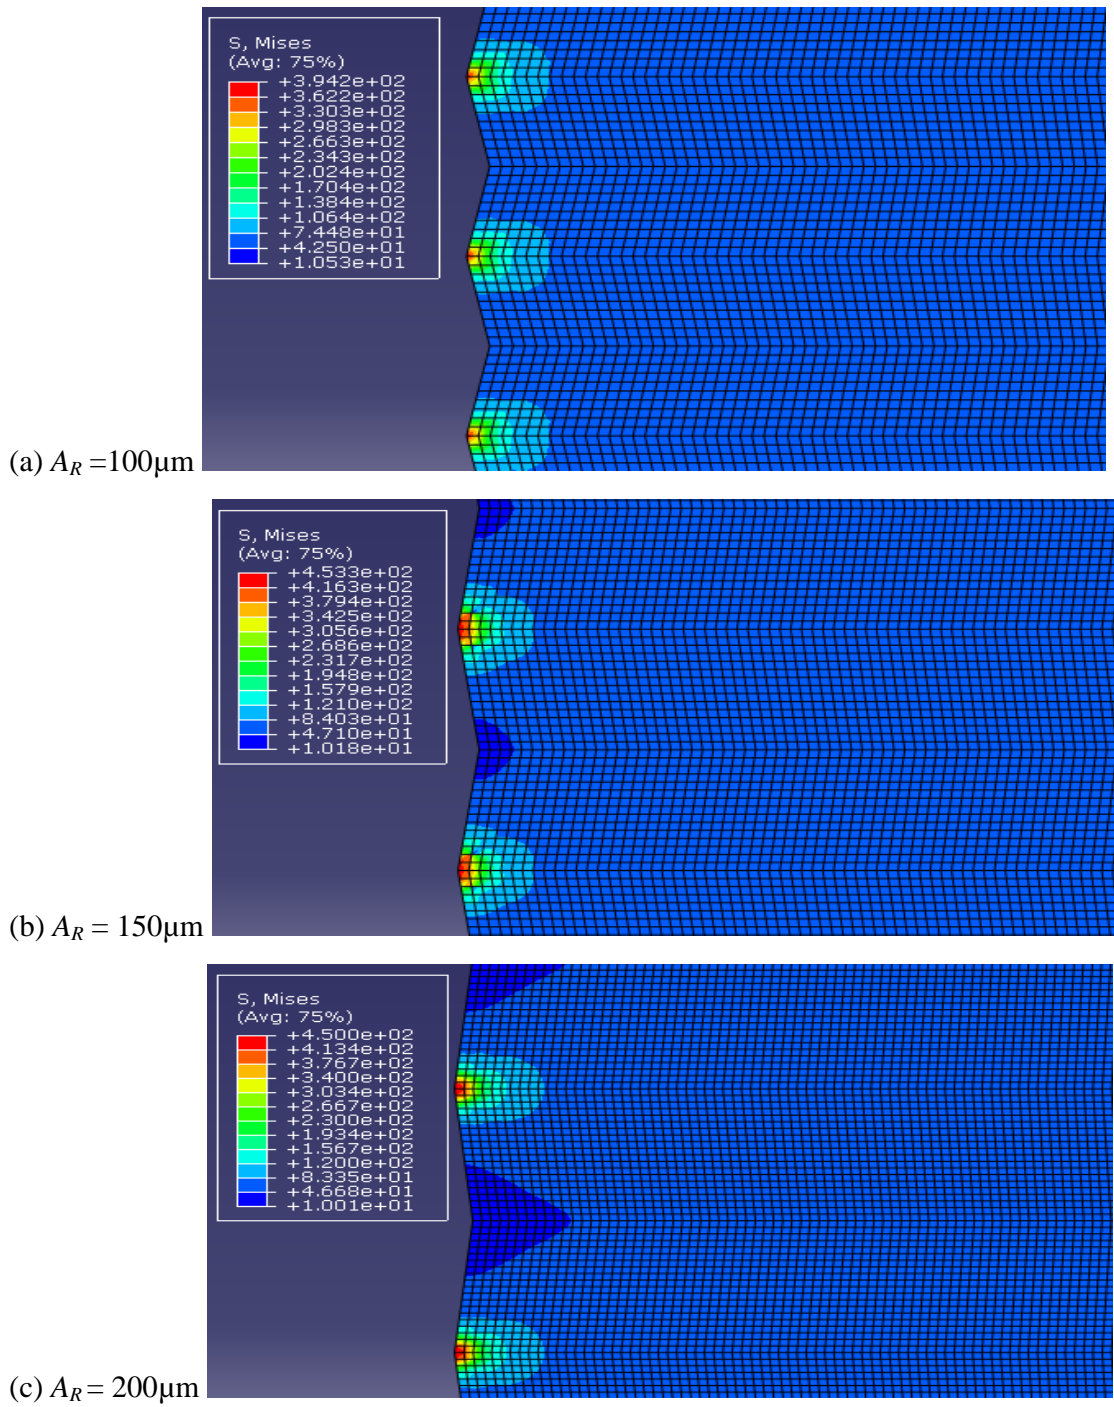 S, Mises
(Avg: 75%)
+3.942e+02
+3.622e+02
+3.303e+02
+2.983e+02
+2.663e+02
+2.343e+02
+2.024e+02
+1.704e+02
+1.384e+02
+1.064e+02
+7.448e+01
+4.250e+01
+1.053e+01
(a) AR =100µm
S, Mises
(Avg: 75%)
+4.533e+02
+4.163e+02
+3.794e+02
+3.425e+02
+3.056e+02
+2.686e+02
+2.317e+02
+1.948e+02
+1.579e+02
+1.210e+02
+8.403e+01
+4.710e+01
+1.018e+01
(b) AR = 150µm
S, Mises
(Avg: 75%)
+4.500e+02
+4.134e+02
+3.767e+02
+3.400e+02
+3.034e+02
+2.667e+02
+2.300e+02
+1.934e+02
+1.567e+02
+1.200e+02
+8.335e+01
+4.668e+01
+1.001e+01
(c) AR = 200µm